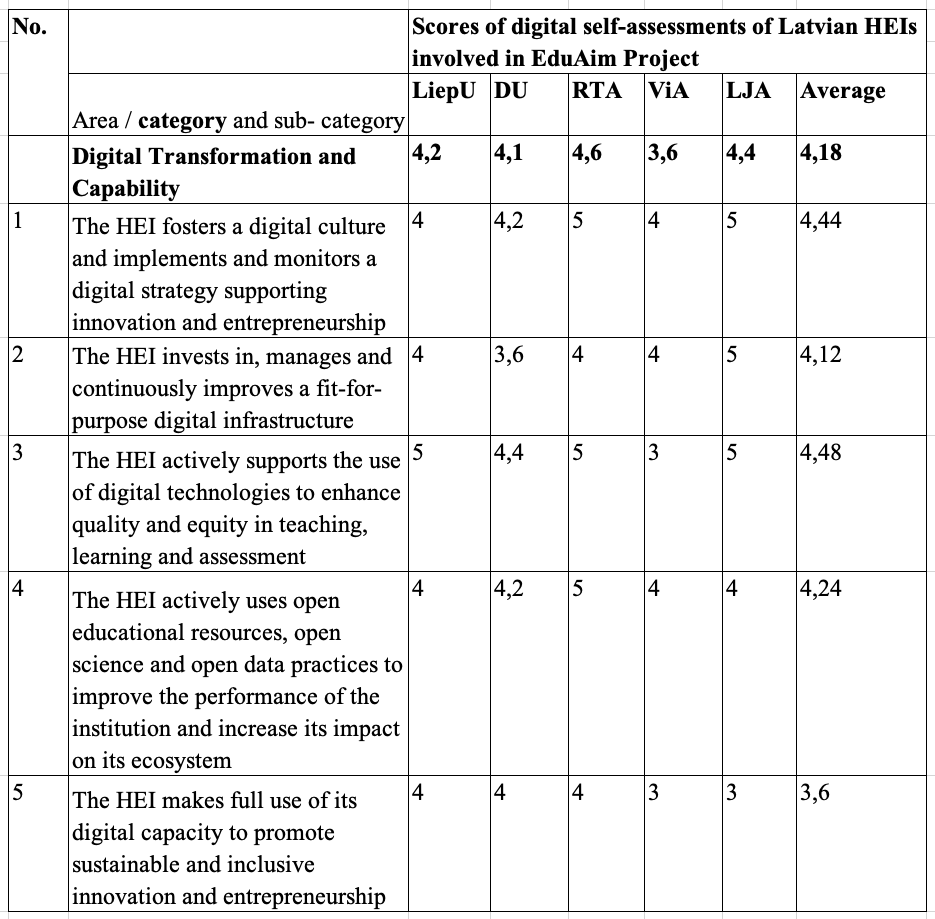 No.
Scores of digital self-assessments of Latvian HEIs
involved in EduAim Project
LiepU DU RTA ViA LJA Average
Area / category and sub- category
Digital Transformation and
Capability
4,2 4,1 4,6 3,6 4,4 4,18
1
The HEI fosters a digital culture
and implements and monitors a
digital strategy supporting
innovation and entrepreneurship
4 4,2 5 4 5 4,44
2
The HEI invests in, manages and
continuously improves a fit-for-
purpose digital infrastructure
4 3,6 4 4 5 4,12
3
The HEI actively supports the use
of digital technologies to enhance
quality and equity in teaching,
learning and assessment
5 4,4 5 3 5 4,48
4
The HEI actively uses open
educational resources, open
science and open data practices to
improve the performance of the
institution and increase its impact
on its ecosystem
4 4,2 5 4 4 4,24
5
The HEI makes full use of its
digital capacity to promote
sustainable and inclusive
innovation and entrepreneurship
4 4 4 3 3 3,6